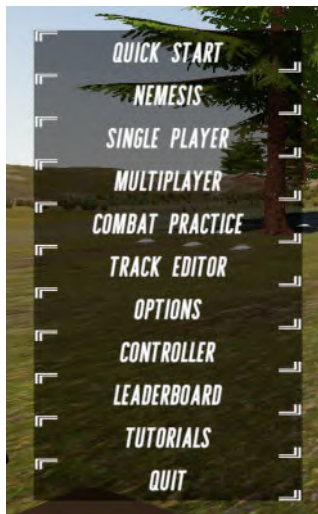 QUICK START
NEMESIS
SINGLE PLAYER
MULTIPLAYER
COMBAT PRACTICE
TRACK EDITOR
OPTIONS
CONTROLLER
LEADERBOARD
TUTORIALS
QUIT